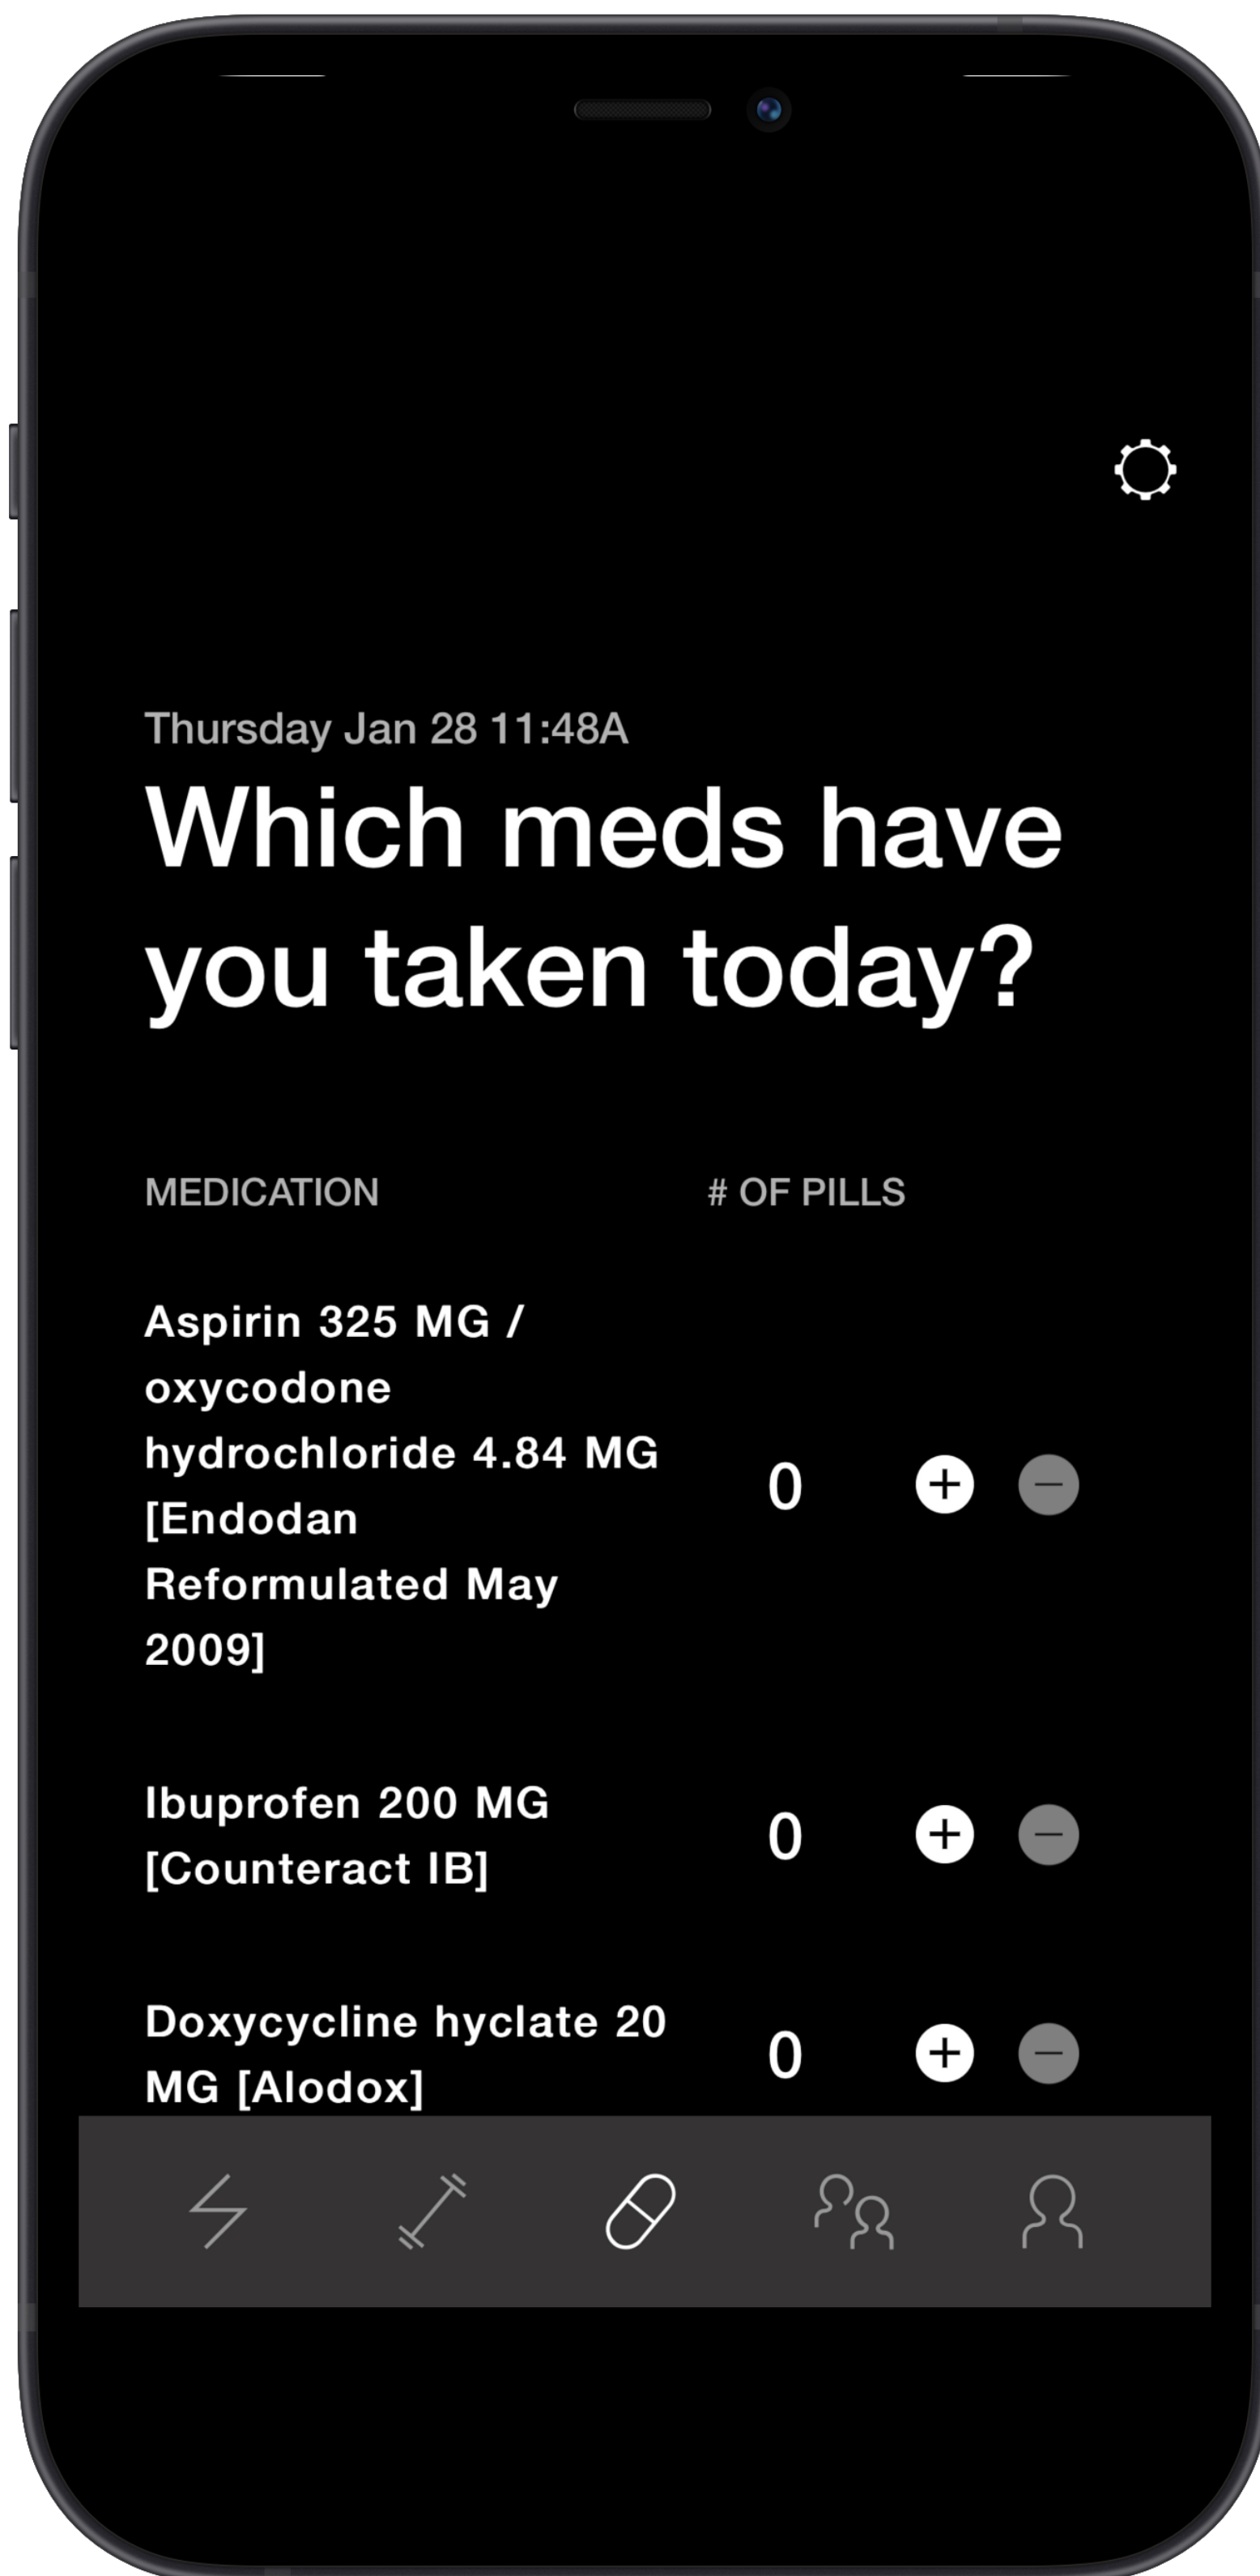 Thursday Jan 28 11:48A
Which meds have
you taken today?
MEDICATION # OF PILLS
Aspirin 325 MG /
oxycodone
hydrochloride 4.84 MG
[Endodan
Reformulated May
2009]
0 + −
Ibuprofen 200 MG
[Counteract IB]
0 + −
Doxycycline hyclate 20
MG [Alodox]
0 + −